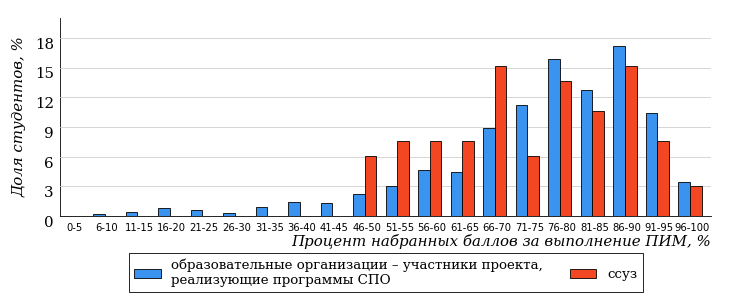 Доля студентов, %
18
15
12
9
6
3
0
0-5 6-10 11-15 16-20 21-25 26-30 31-35 36-40 41-45 46-50 51-55 56-60 61-65 66-70 71-75 76-80 81-85 86-90 91-95 96-100
Процент набранных баллов за выполнение ПИМ, %
образовательные организации – участники проекта,
реализующие программы СПО
ссуз